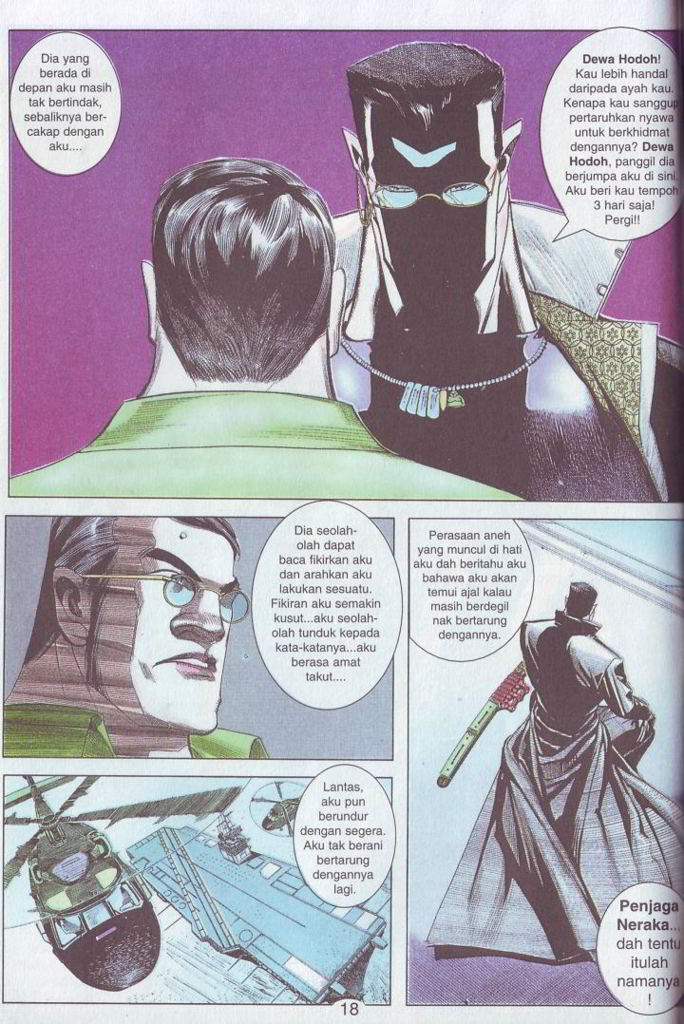 Dia yang
berada di
depan aku masih
tak bertindak,
sebaliknya ber-
cakap dengan
aku....
Dewa Hodoh!
Kau lebih handal
daripada ayah kau.
Kenapa kau sanggup
pertaruhkan nyawa
untuk berkhidmat
dengannya? Dewa
Hodoh, panggil dia
berjumpa aku di sini.
Aku beri kau tempoh
3 hari saja!
Pergi!!
Dia seolah-
olah dapat
baca fikirkan aku
dan arahkan aku
lakukan sesuatu.
Fikiran aku semakin
kusut...aku seolah-
olah tunduk kepada
kata-katanya...aku
berasa amat
takut....
Perasaan aneh
yang muncul di hati
aku dah beritahu aku
bahawa aku akan
temui ajal kalau
masih berdegil
nak bertarung
dengannya.
Lantas,
aku pun
berundur
dengan segera.
Aku tak berani
bertarung
dengannya
lagi.
Penjaga
Neraka...
dah tentu
itulah
namanya
!
18